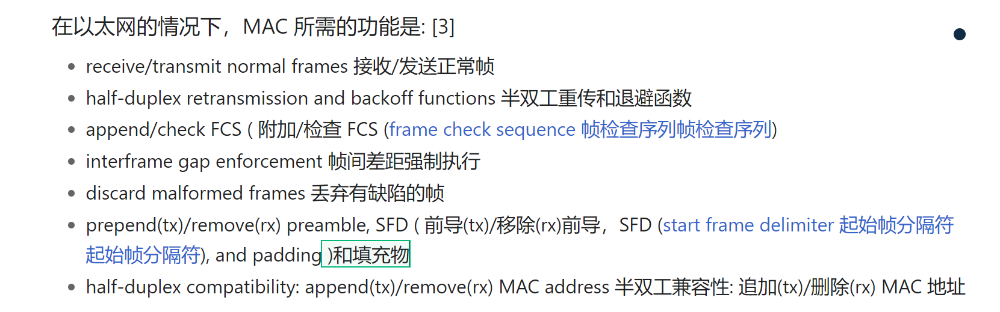 在以太网的情况下，MAC 所需的功能是: [3]
receive/transmit normal frames 接收/发送正常帧
half-duplex retransmission and backoff functions 半双工重传和退避函数
append/check FCS ( 附加/检查 FCS (frame check sequence 帧检查序列帧检查序列)
interframe gap enforcement 帧间差距强制执行
discard malformed frames 丢弃有缺陷的帧
prepend(tx)/remove(rx) preamble, SFD ( 前导(tx)/移除(rx)前导，SFD (start frame delimiter 起始帧分隔符
起始帧分隔符), and padding )和填充物
half-duplex compatibility: append(tx)/remove(rx) MAC address 半双工兼容性: 追加(tx)/删除(rx) MAC 地址